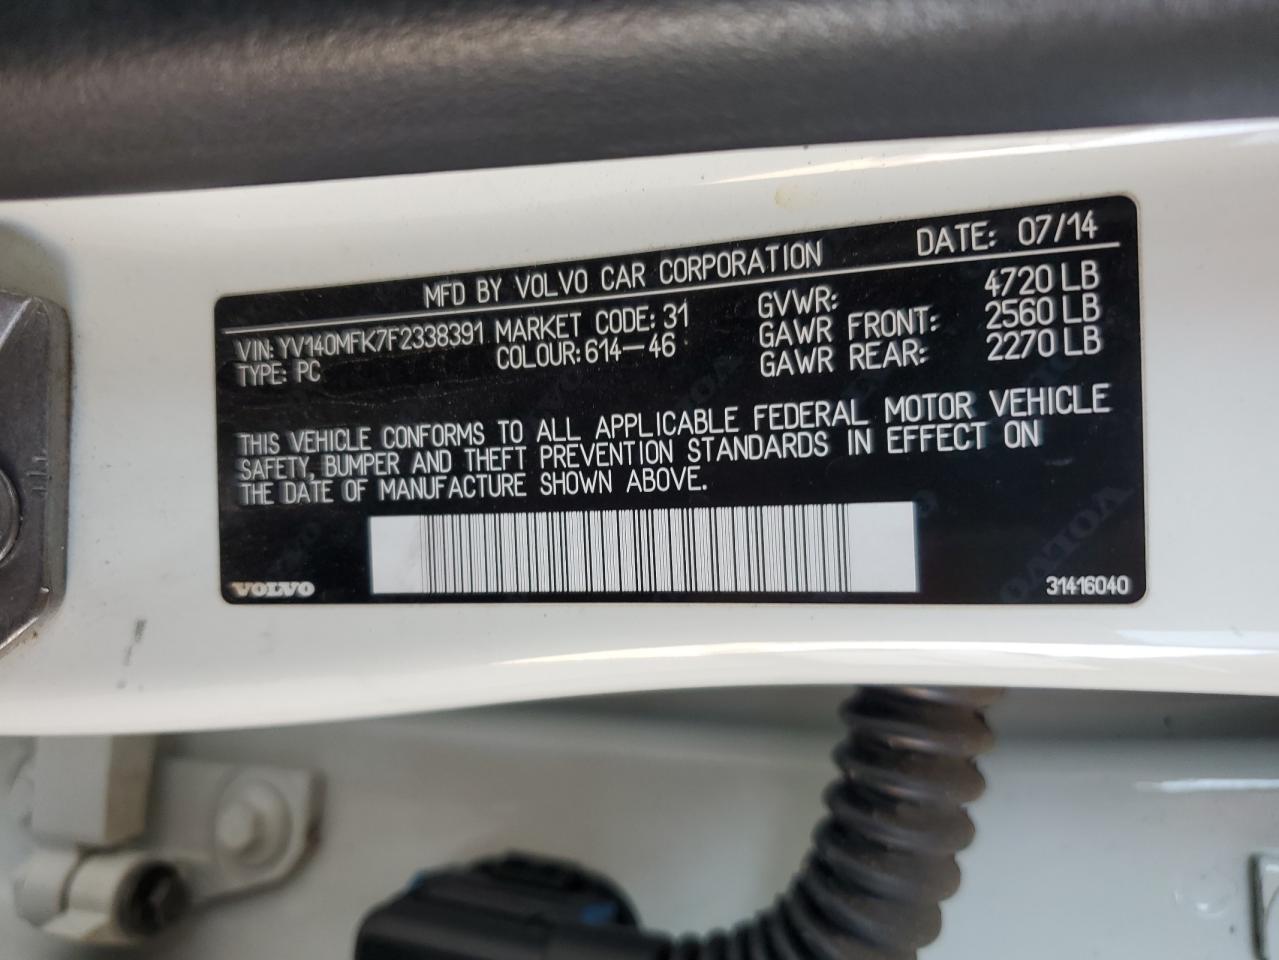 MFD BY VOLVO CAR CORPORATION DATE: 07/14
VIN: YV140MFK7F2338391 MARKET CODE: 31 GVWR: 4720 LB
TYPE: PC COLOUR: 614-46 GAWR FRONT: 2560 LB
GAWR REAR: 2270 LB
THIS VEHICLE CONFORMS TO ALL APPLICABLE FEDERAL MOTOR VEHICLE
SAFETY, BUMPER AND THEFT PREVENTION STANDARDS IN EFFECT ON
THE DATE OF MANUFACTURE SHOWN ABOVE.
VOLVO 31416040